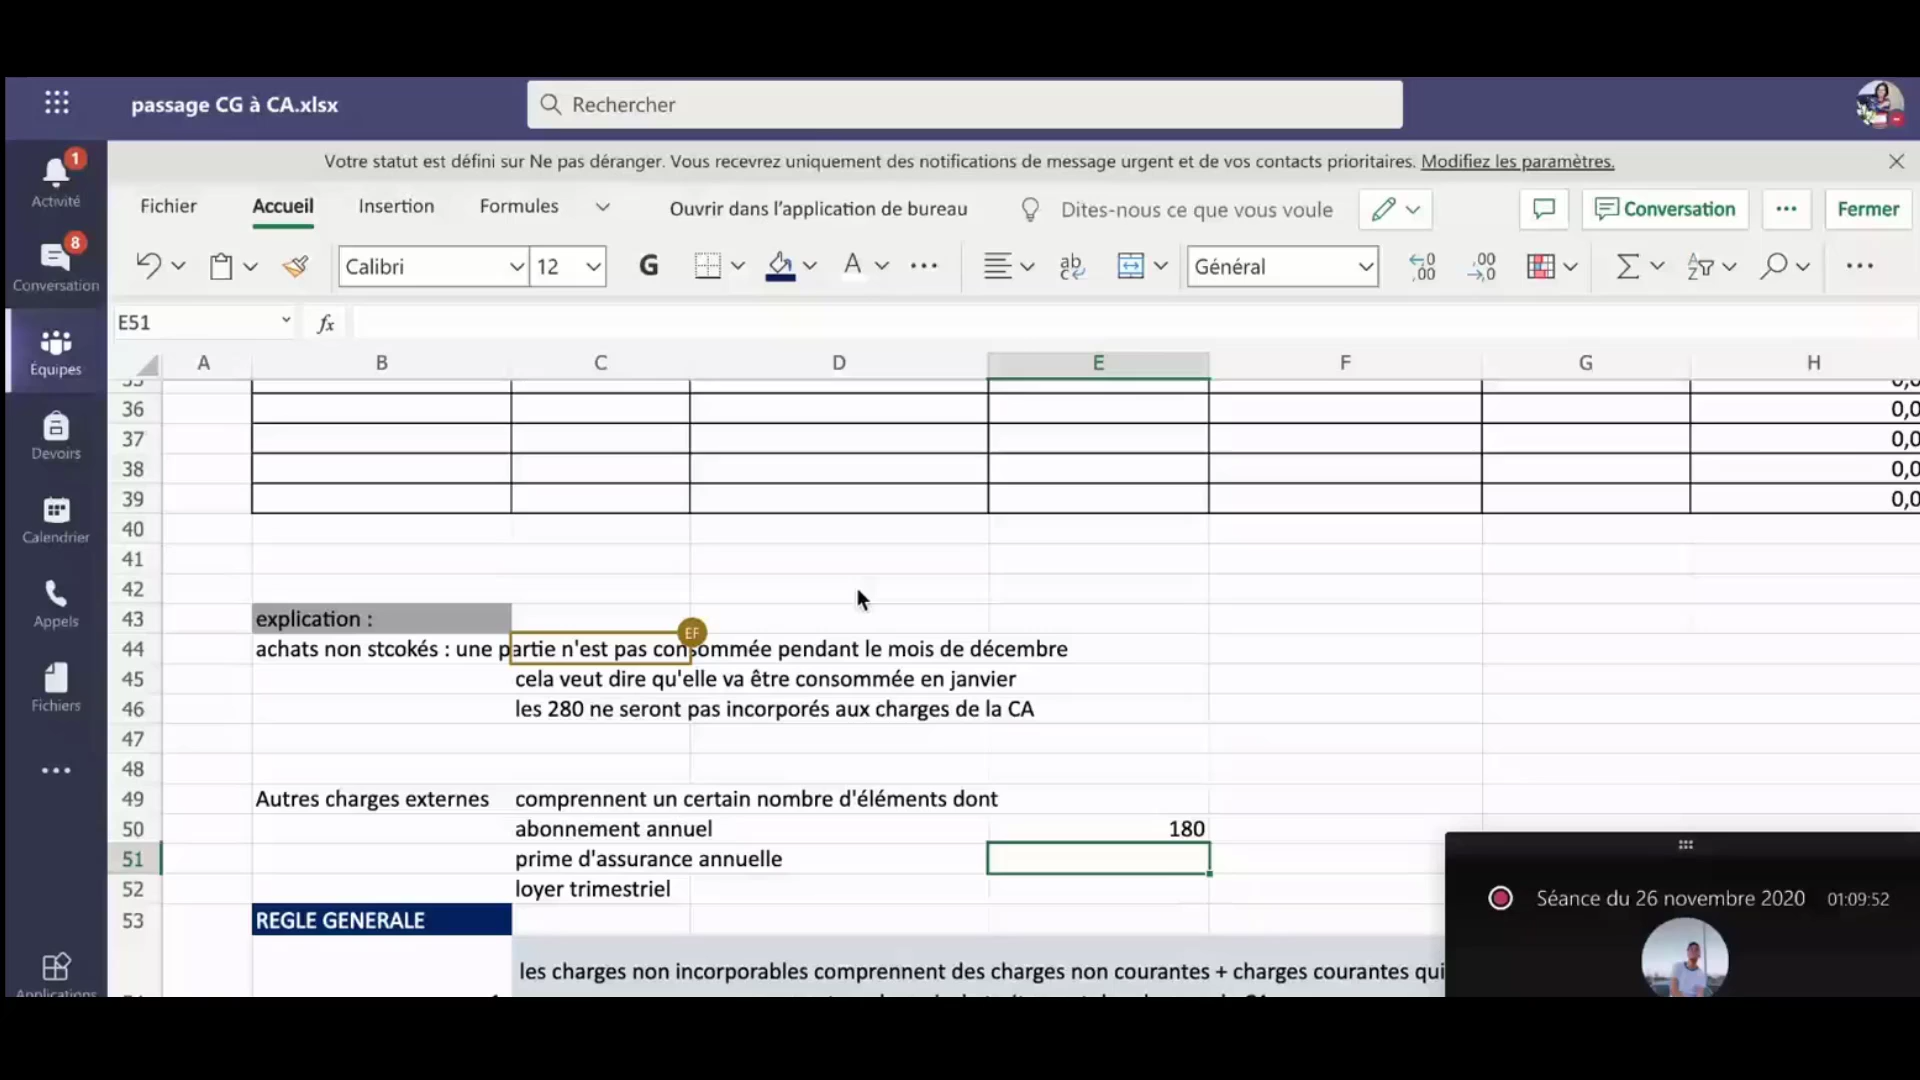 passage CG à CA.xlsx
Rechercher
Votre statut est défini sur Ne pas déranger. Vous recevrez uniquement des notifications de message urgent et de vos contacts prioritaires. Modifiez les paramètres.
1
Activité
8
Conversation
Équipes
Devoirs
Calendrier
Appels
Fichiers
Applications
Fichier
Accueil
Insertion
Formules
Ouvrir dans l'application de bureau
Dites-nous ce que vous voule
Conversation
Fermer
Calibri
12
G
A
ab
Général
E51
fx
A B C D E F G H
36 0,0
37 0,0
38 0,0
39 0,0
40
41
42
43 explication :
EF
44 achats non stcokés : une partie n'est pas consommée pendant le mois de décembre
45 cela veut dire qu'elle va être consommée en janvier
46 les 280 ne seront pas incorporés aux charges de la CA
47
48
49 Autres charges externes comprennent un certain nombre d'éléments dont
50 abonnement annuel 180
51 prime d'assurance annuelle
52 loyer trimestriel
53 REGLE GENERALE
les charges non incorporables comprennent des charges non courantes + charges courantes qui
Séance du 26 novembre 2020 01:09:52